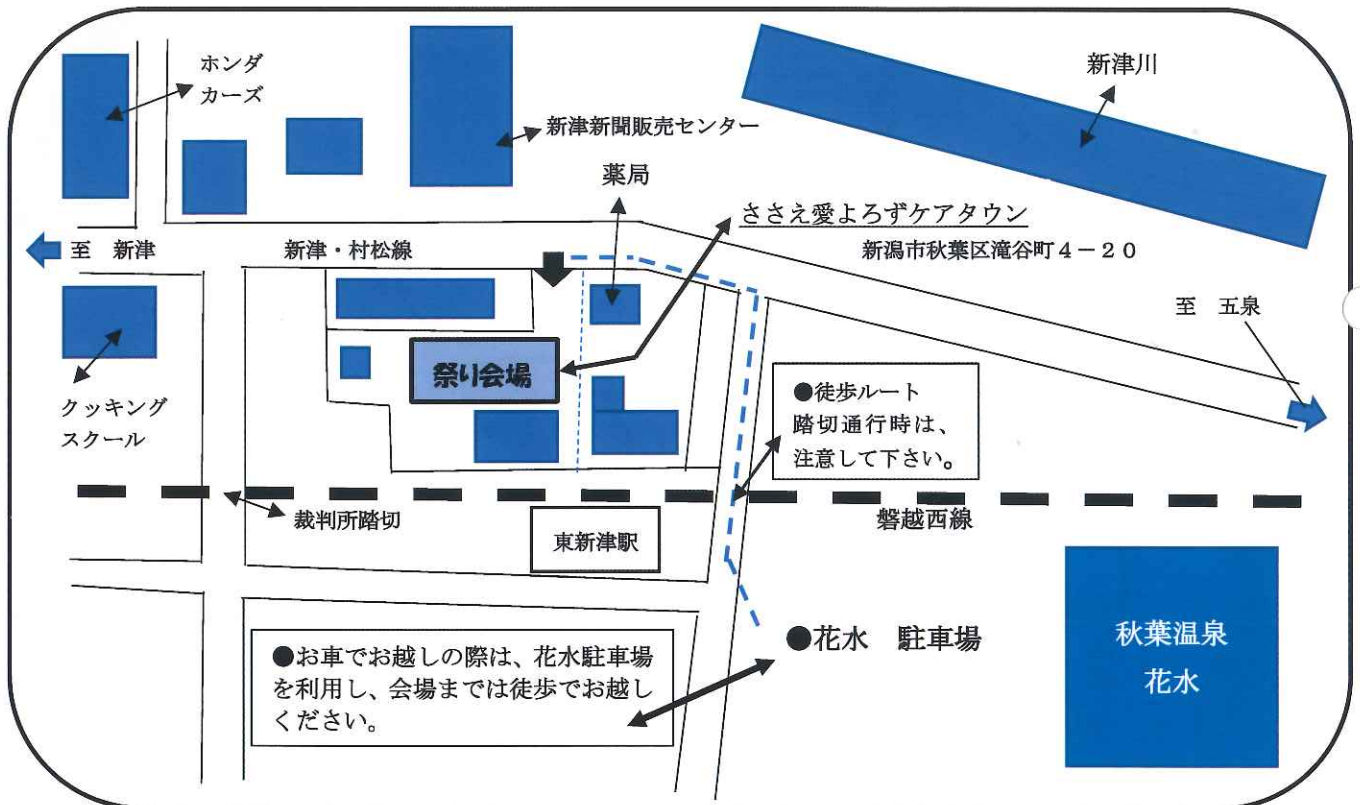 ホンダ
カーズ
新津川
新津新聞販売センター
薬局
ささえ愛よろずケアタウン
至　新津
新津・村松線
新潟市秋葉区滝谷町４－２０
至　五泉
祭り会場
●徒歩ルート
踏切通行時は、
注意して下さい。
クッキング
スクール
裁判所踏切
磐越西線
東新津駅
●花水　駐車場
秋葉温泉
花水
●お車でお越しの際は、花水駐車場
を利用し、会場までは徒歩でお越し
ください。